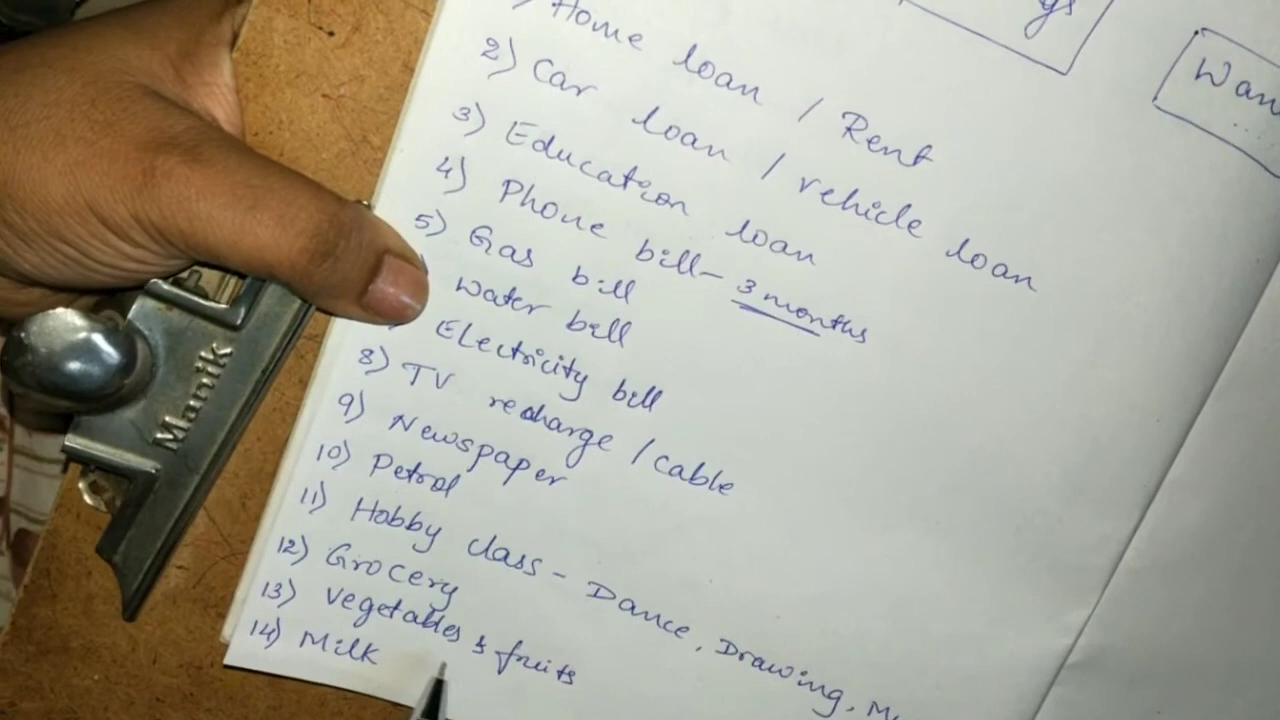 gs
Wan
...
Home loan / Rent
2) Car loan / vehicle loan
3) Education loan
4) Phone bill - 3 months
5) Gas bill
Water bill
Electricity bill
8) TV recharge / cable
9) Newspaper
10) Petrol
11) Hobby class - Dance, Drawing, M
12) Grocery
13) Vegetables & fruits
14) Milk
Manik